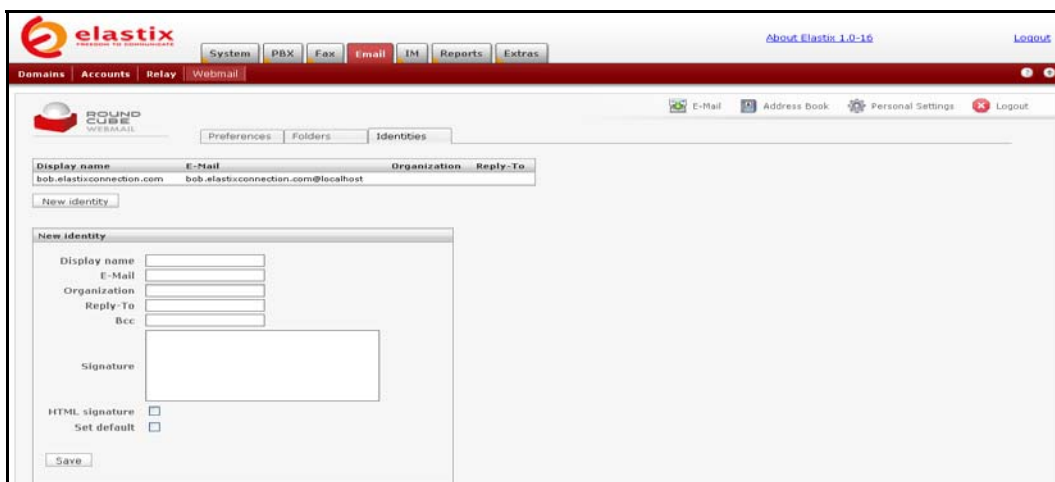 elastix
FREEDOM TO COMMUNICATE
System PBX Fax Email IM Reports Extras
About Elastix 1.0-16
Logout
Domains Accounts Relay Webmail
ROUND
CUBE
WEBMAIL
E-Mail Address Book Personal Settings Logout
Preferences Folders Identities
Display name E-Mail Organization Reply-To
bob.elastixconnection.com bob.elastixconnection.com@localhost
New identity
New identity
Display name
E-Mail
Organization
Reply-To
Bcc
Signature
HTML signature
Set default
Save